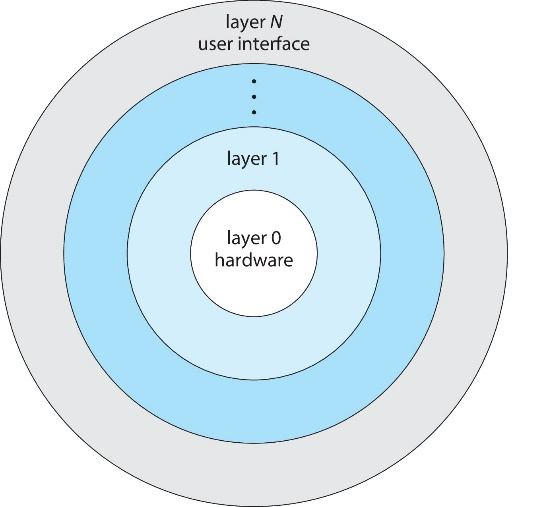 layer N
user interface
layer 1
layer 0
hardware